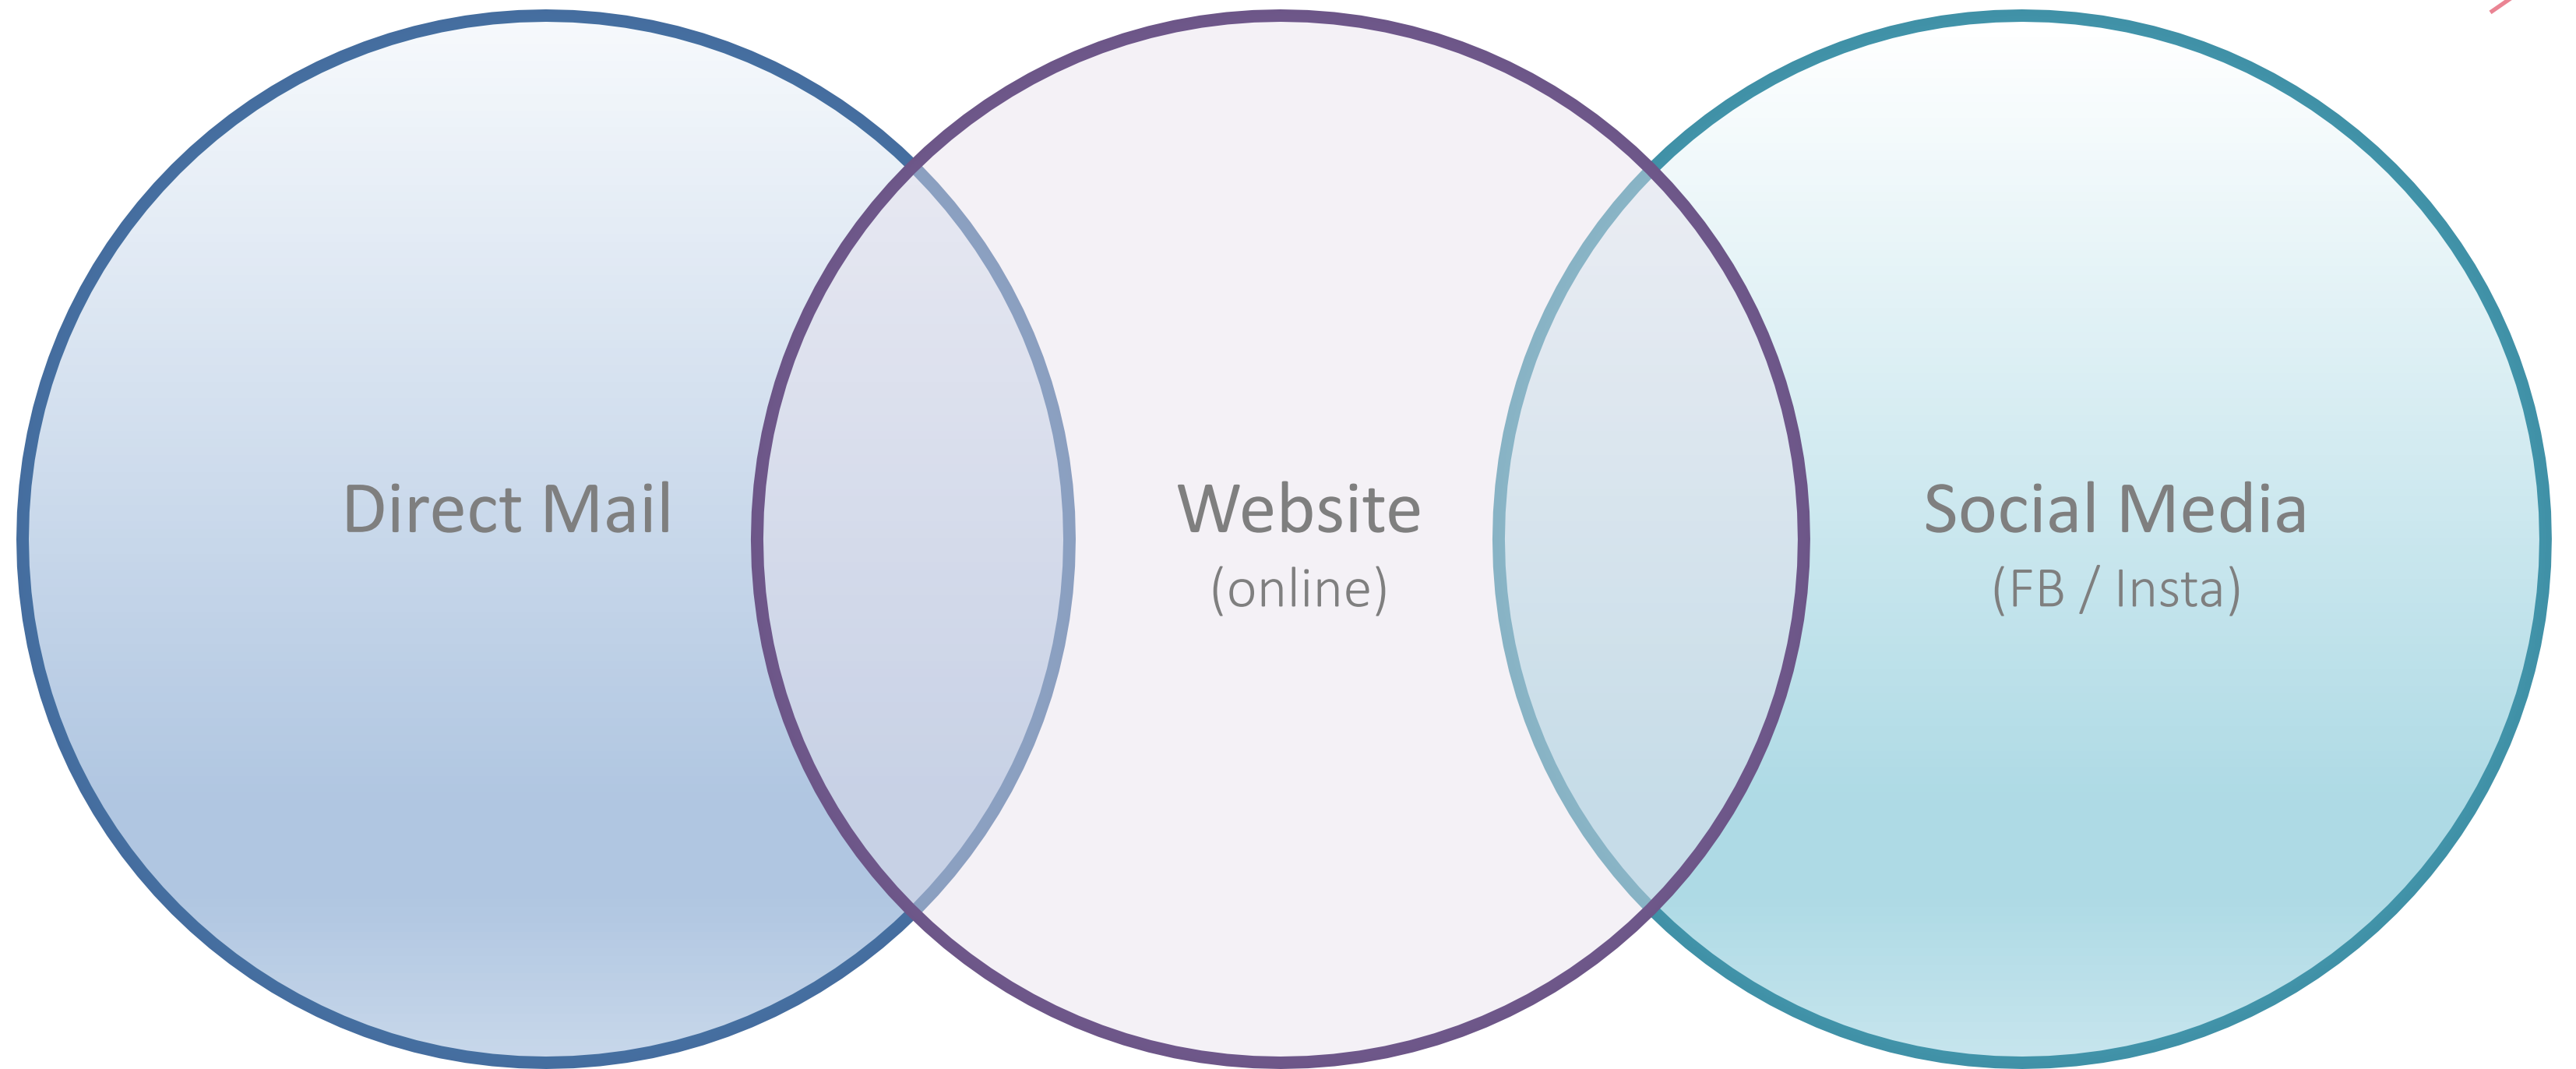 Direct Mail
Website
(online)
Social Media
(FB / Insta)